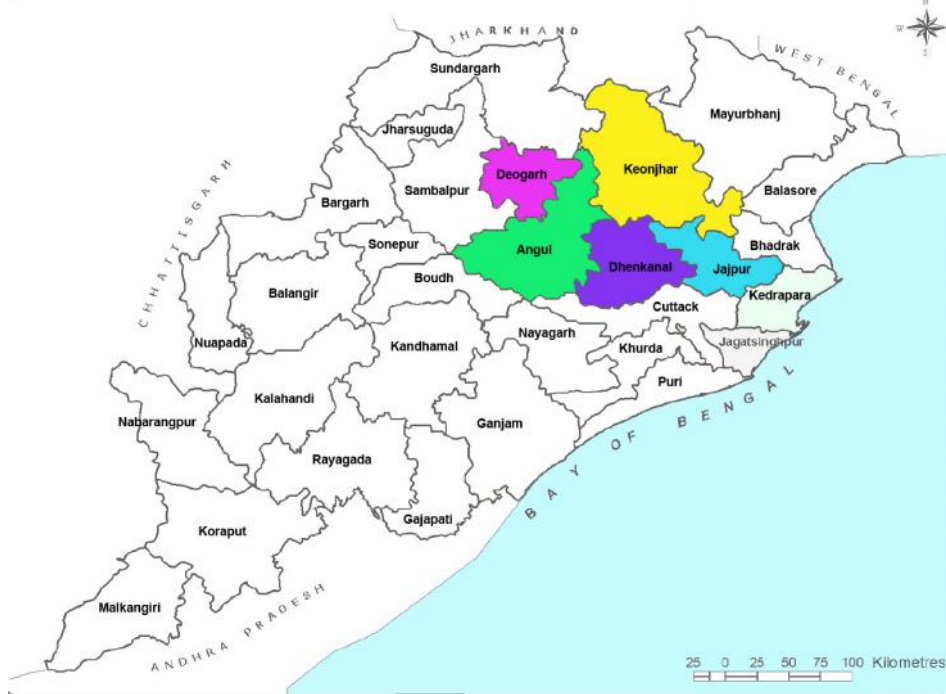 JHARKHAND
WEST BENGAL
N
W
S
Sundargarh
Mayurbhanj
Jharsuguda
Keonjhar
Deogarh
Sambalpur
Balasore
CHHATISGARH
Bargarh
Sonepur
Angul
Bhadrak
Dhenkanal
Jajpur
Boudh
Balangir
Kedrapara
Cuttack
Nuapada
Kandhamal
Nayagarh
Khurda
Jagatsinghpur
Puri
Kalahandi
Nabarangpur
Ganjam
BAY OF BENGAL
Rayagada
Gajapati
Koraput
Malkangiri
ANDHRA PRADESH
25 0 25 50 75 100 Kilometres